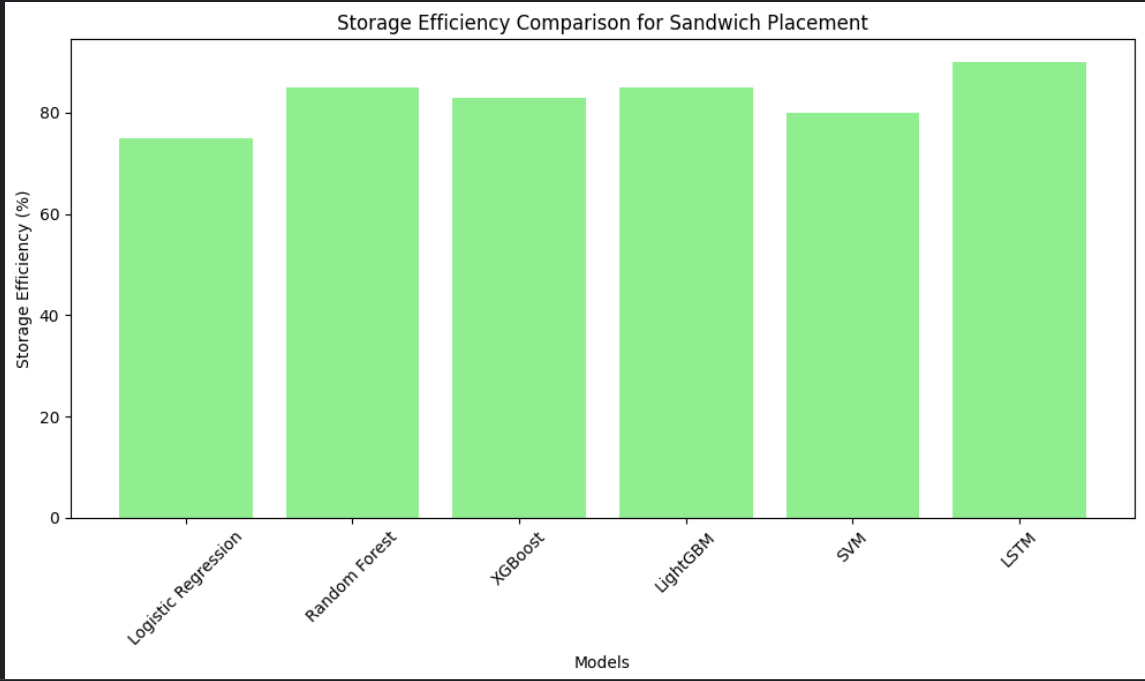 Storage Efficiency Comparison for Sandwich Placement
Storage Efficiency (%)
80
60
40
20
0
Logistic Regression
Random Forest
XGBoost
LightGBM
SVM
LSTM
Models